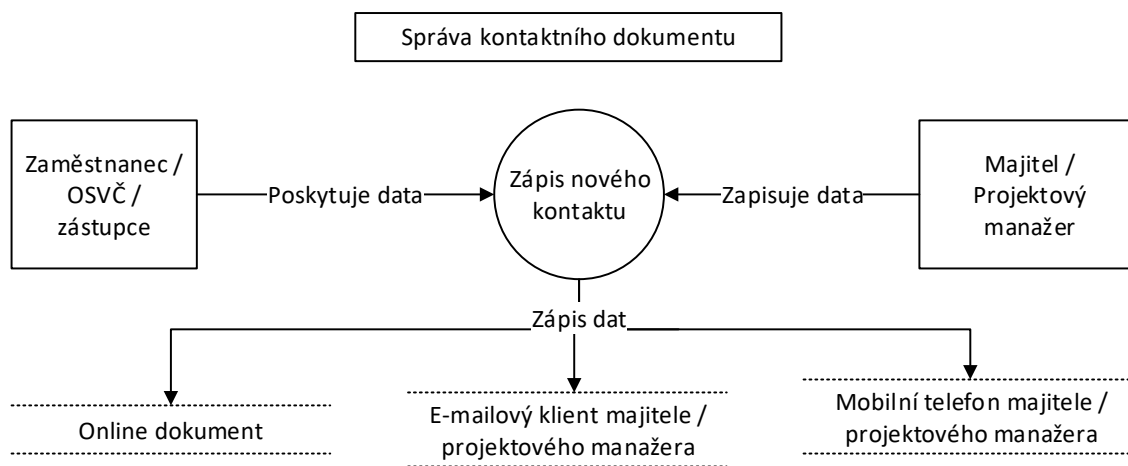 Správa kontaktního dokumentu
Zaměstnanec /
OSVČ /
zástupce
Poskytuje data
Zápis nového
kontaktu
Zapisuje data
Majitel /
Projektový
manažer
Zápis dat
Online dokument
E-mailový klient majitele /
projektového manažera
Mobilní telefon majitele /
projektového manažera